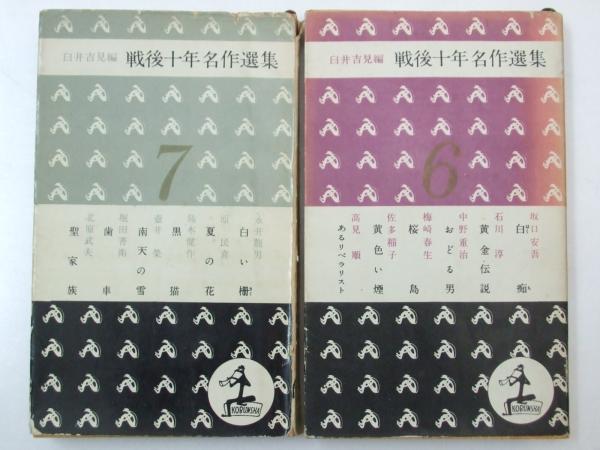 臼井吉見編 戦後十年名作選集
7
永井龍男
白い柵
原民喜
夏の花
島木健作
黒猫
壷井栄
南天の雪
堀田善衛
歯車
北原武夫
聖家族
KOBUNSHA
臼井吉見編 戦後十年名作選集
6
坂口安吾
白痴
石川淳
黄金伝説
中野重治
おどる男
梅崎春生
桜島
佐多稲子
黄色い煙
高見順
あるリベラリスト
KOBUNSHA